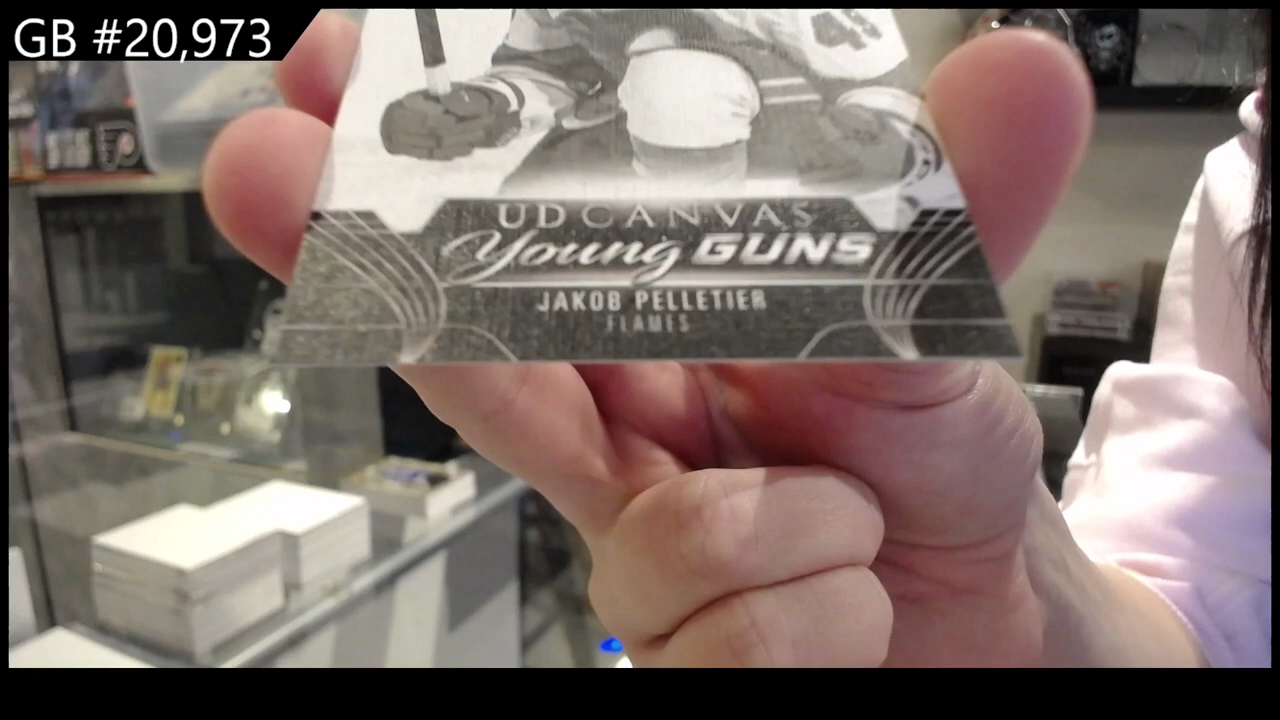 GB #20,973
UD CANVAS
Young GUNS
JAKOB PELLETIER
FLAMES